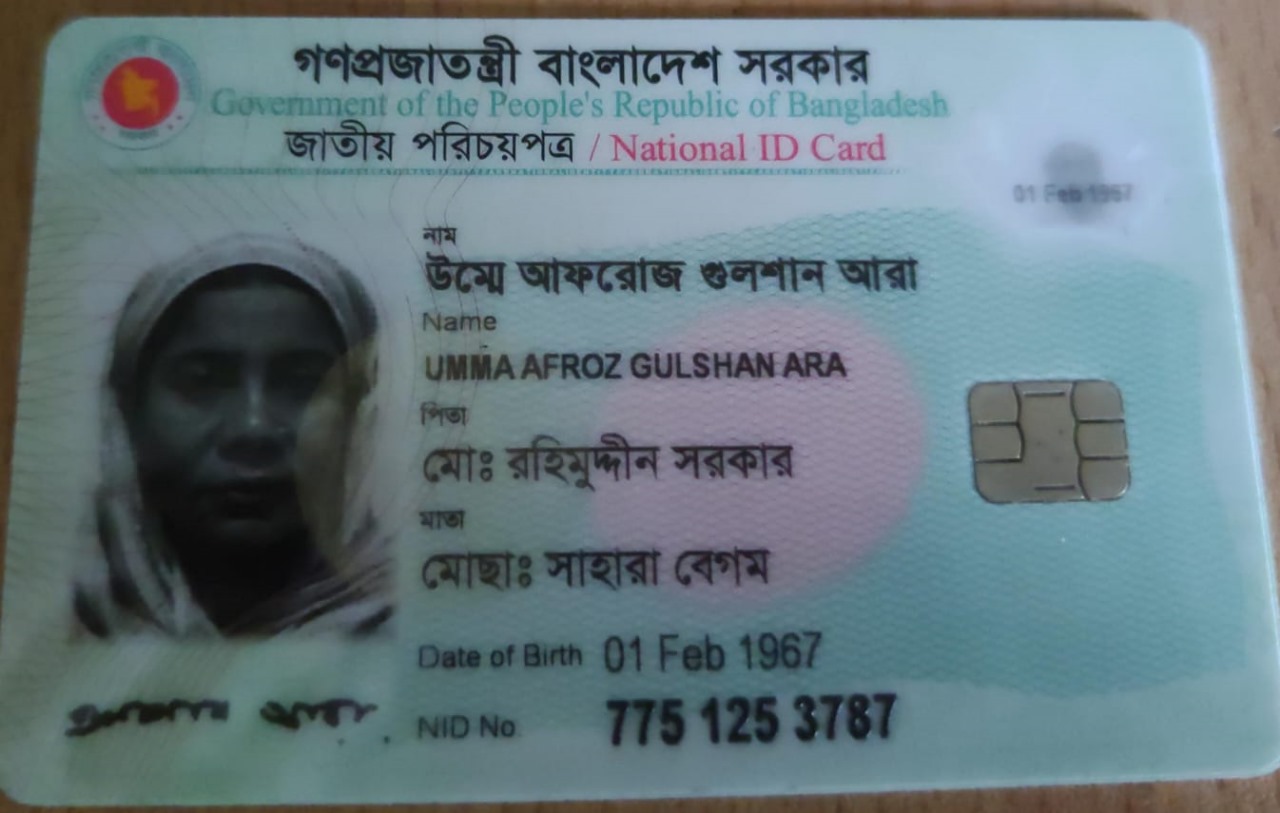 গণপ্রজাতন্ত্রী বাংলাদেশ সরকার
Government of the People's Republic of Bangladesh
জাতীয় পরিচয়পত্র / National ID Card
01 Feb 1967
নাম
উম্মে আফরোজ গুলশান আরা
Name
UMMA AFROZ GULSHAN ARA
পিতা
মোঃ রহিমুদ্দীন সরকার
মাতা
মোছাঃ সাহারা বেগম
Date of Birth 01 Feb 1967
গুলশান আরা
NID No. 775 125 3787